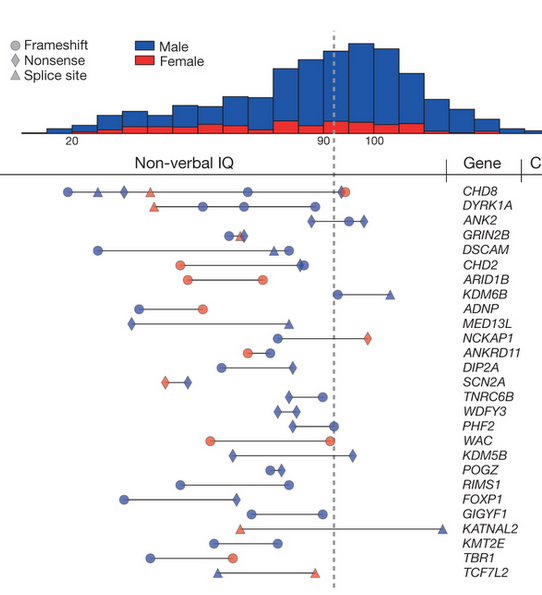 Frameshift
Nonsense
Splice site
Male
Female
20 90 100
Non-verbal IQ Gene C
CHD8
DYRK1A
ANK2
GRIN2B
DSCAM
CHD2
ARID1B
KDM6B
ADNP
MED13L
NCKAP1
ANKRD11
DIP2A
SCN2A
TNRC6B
WDFY3
PHF2
WAC
KDM5B
POGZ
RIMS1
FOXP1
GIGYF1
KATNAL2
KMT2E
TBR1
TCF7L2